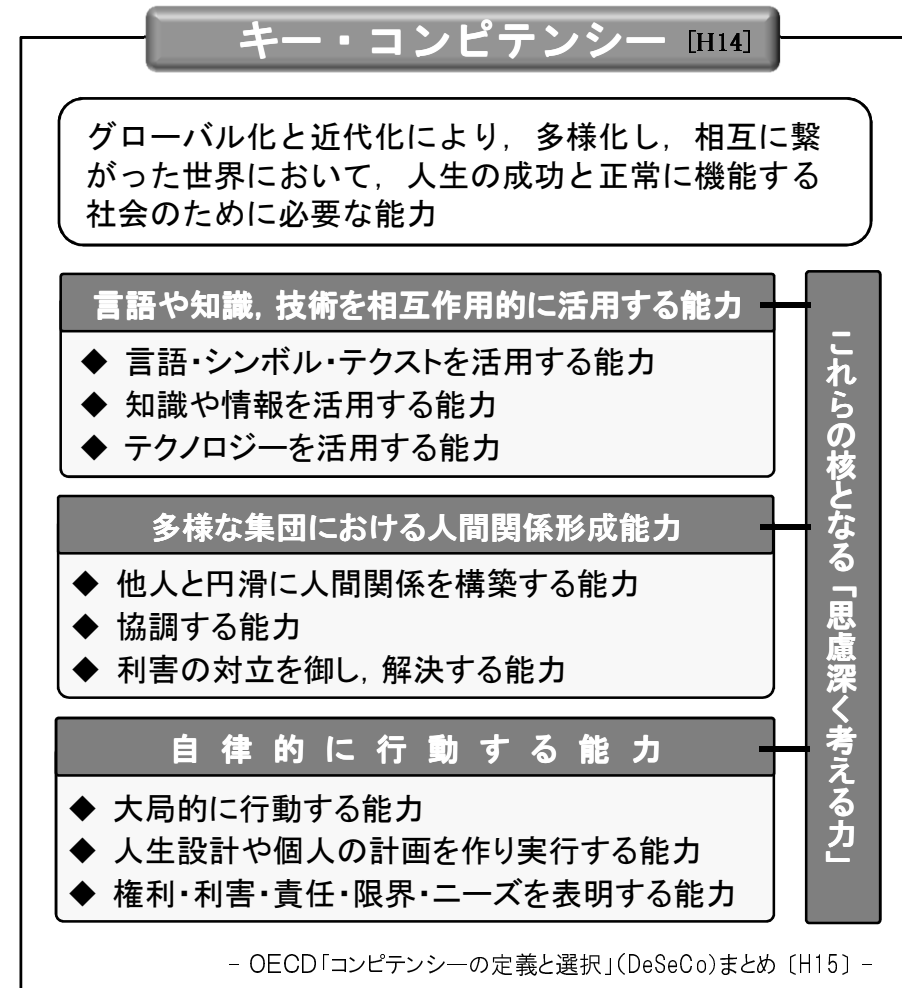 キー・コンピテンシー [H14]
グローバル化と近代化により，多様化し，相互に繋
がった世界において，人生の成功と正常に機能する
社会のために必要な能力
言語や知識，技術を相互作用的に活用する能力
◆ 言語・シンボル・テクストを活用する能力
◆ 知識や情報を活用する能力
◆ テクノロジーを活用する能力
多様な集団における人間関係形成能力
◆ 他人と円滑に人間関係を構築する能力
◆ 協調する能力
◆ 利害の対立を御し，解決する能力
自律的に行動する能力
◆ 大局的に行動する能力
◆ 人生設計や個人の計画を作り実行する能力
◆ 権利・利害・責任・限界・ニーズを表明する能力
これらの核となる「思慮深く考える力」
－ OECD「コンピテンシーの定義と選択」(DeSeCo)まとめ〔H15〕－